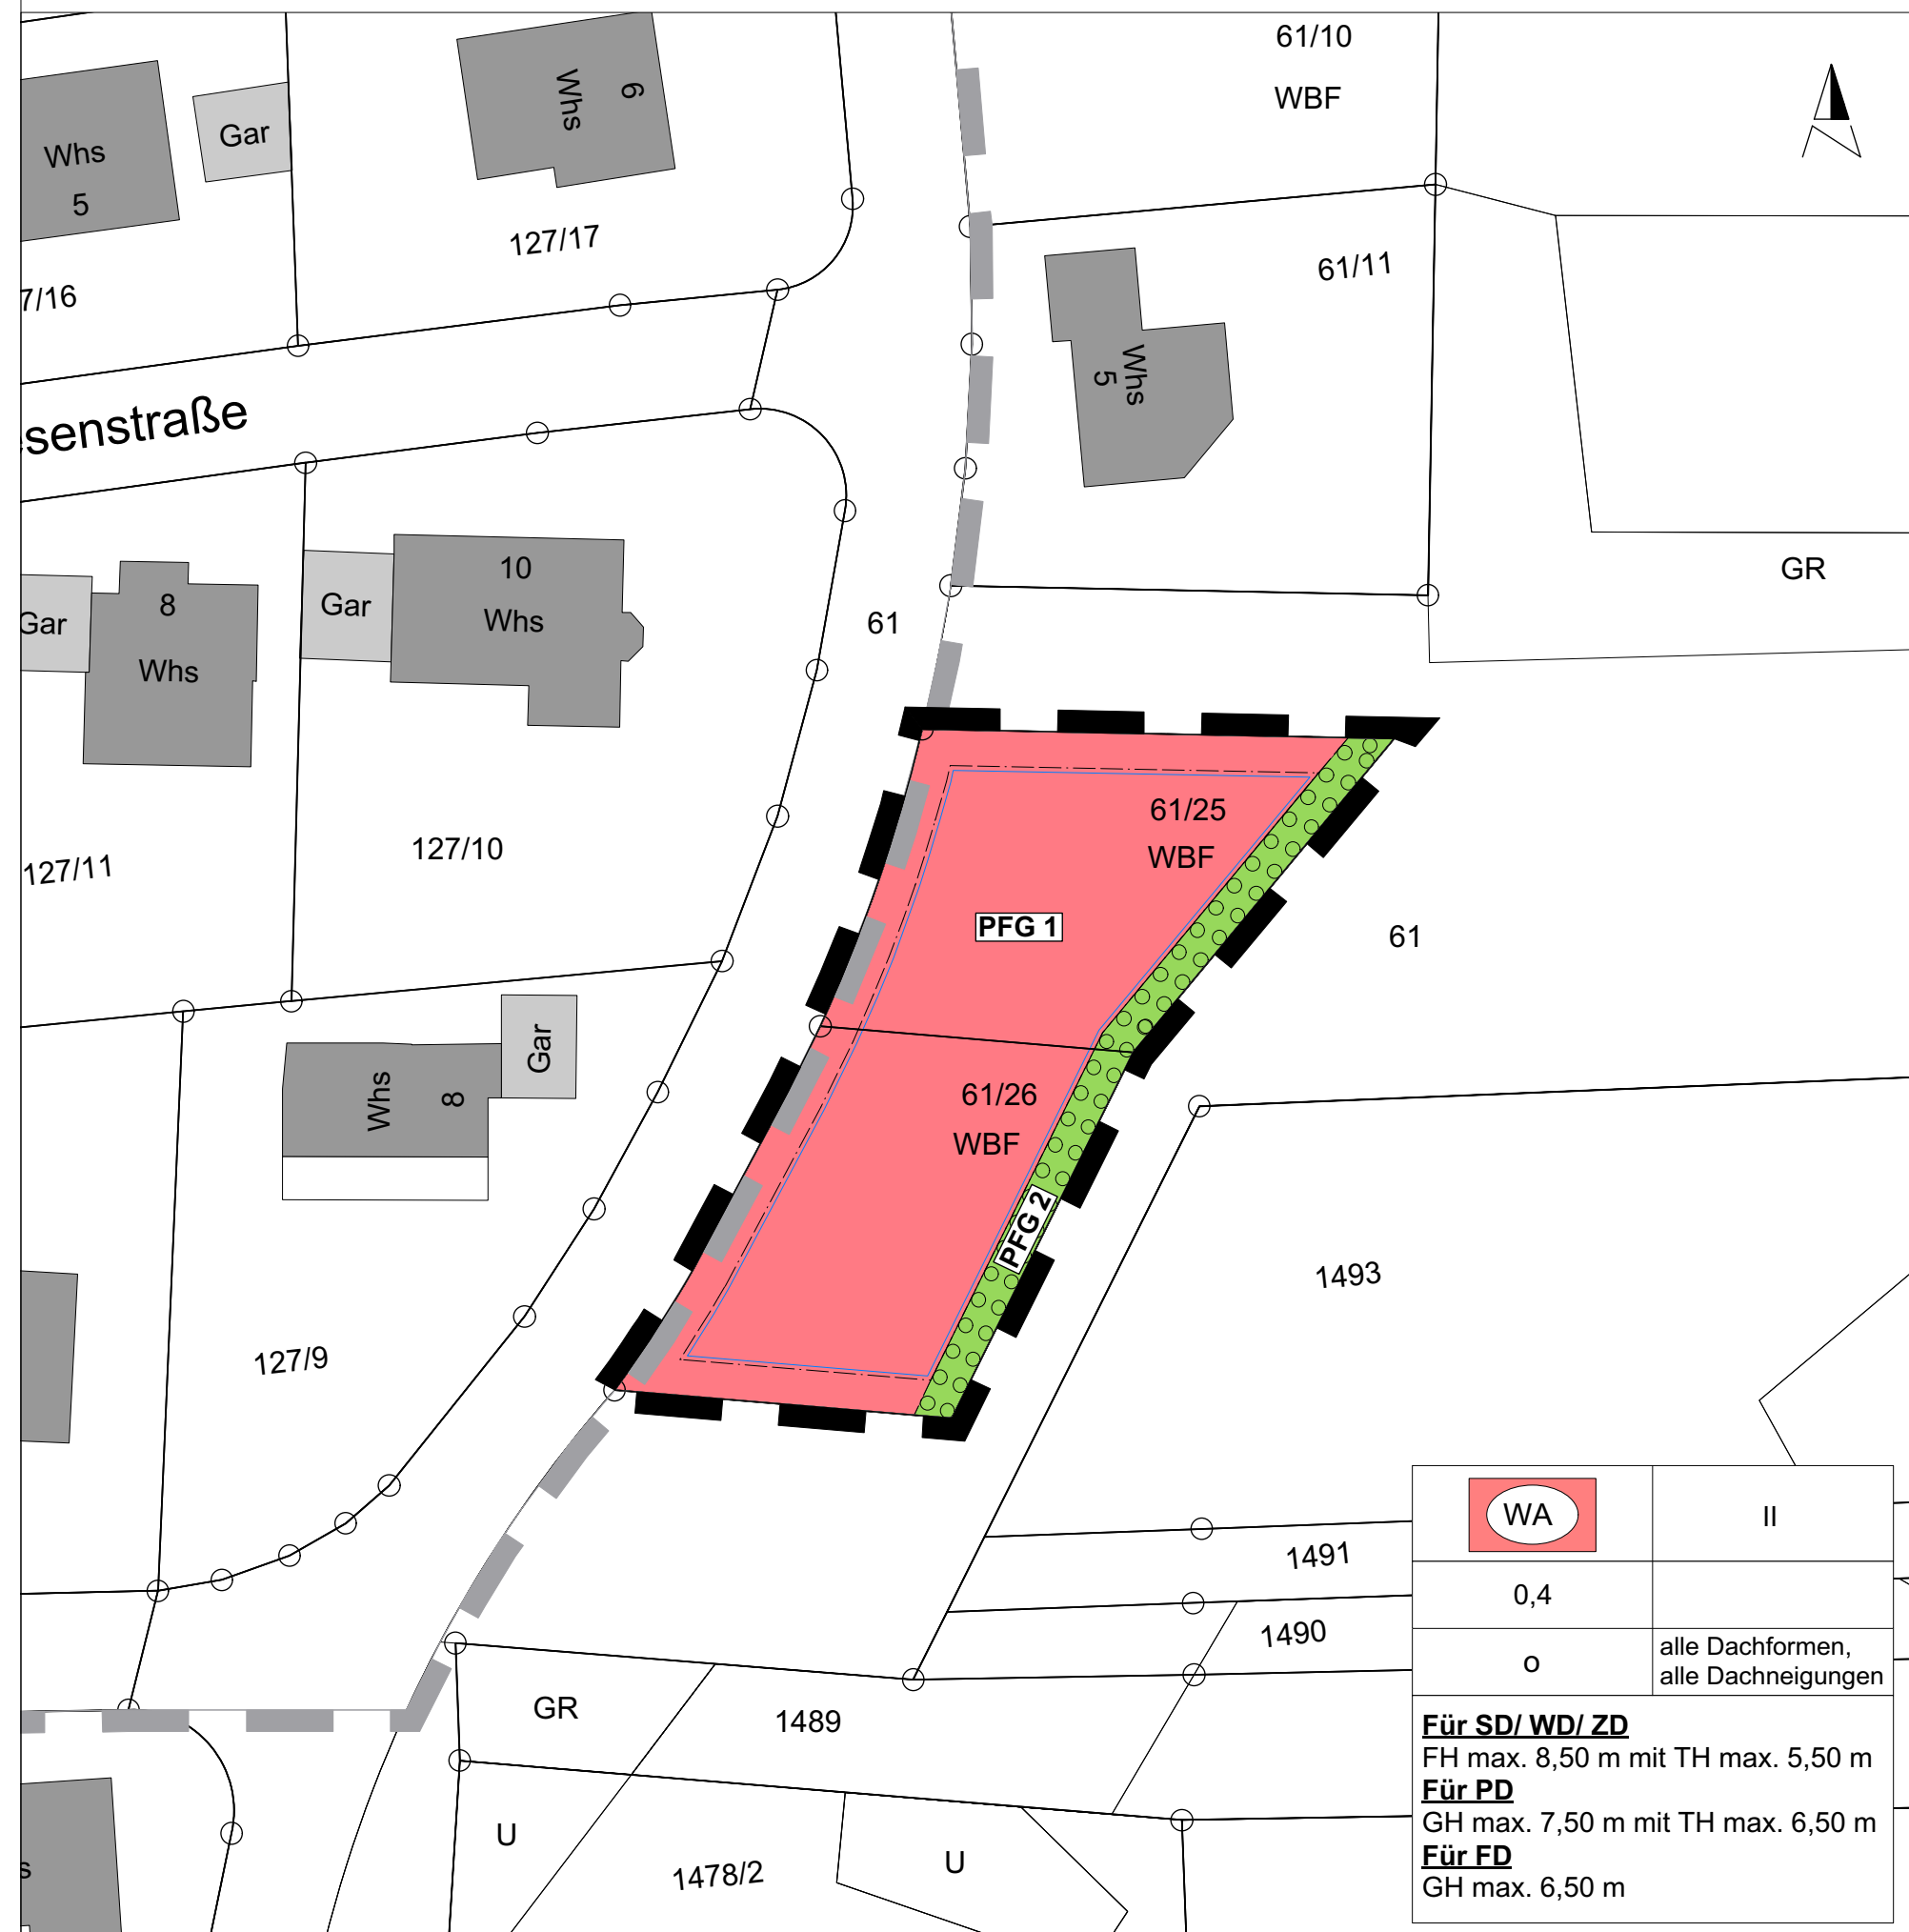 61/10
WBF
Whs
5
Gar
Whs
6
127/17
7/16
61/11
Whs
5
senstraße
GR
Gar
8
Whs
Gar
10
Whs
61
127/11
127/10
61/25
WBF
PFG 1
61
Whs
8
Gar
61/26
WBF
PFG 2
1493
127/9
WA
II
0,4
o
alle Dachformen,
alle Dachneigungen
Für SD/ WD/ ZD
FH max. 8,50 m mit TH max. 5,50 m
Für PD
GH max. 7,50 m mit TH max. 6,50 m
Für FD
GH max. 6,50 m
1491
1490
GR
1489
U
1478/2
U
s